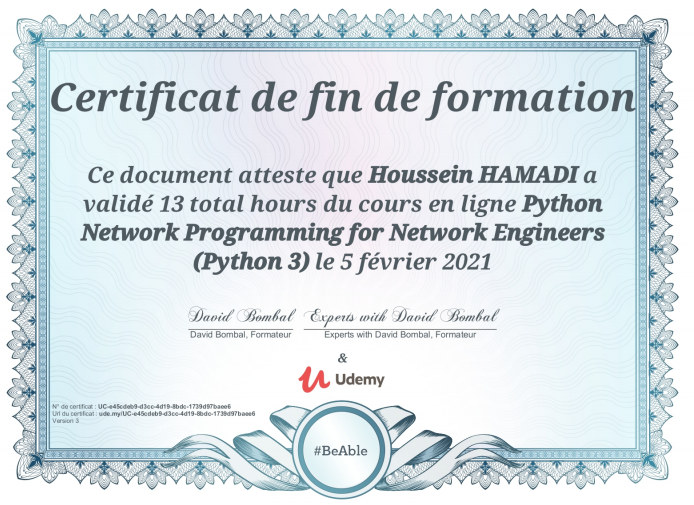 Certificat de fin de formation
Ce document atteste que Houssein HAMADI a
validé 13 total hours du cours en ligne Python
Network Programming for Network Engineers
(Python 3) le 5 février 2021
David Bombal Experts with David Bombal
David Bombal, Formateur Experts with David Bombal, Formateur
&
Udemy
N° de certificat : UC-e45cdeb9-d3cc-4d19-8bdc-1739d97baee6
Url du certificat : ude.my/UC-e45cdeb9-d3cc-4d19-8bdc-1739d97baee6
Version 3
#BeAble